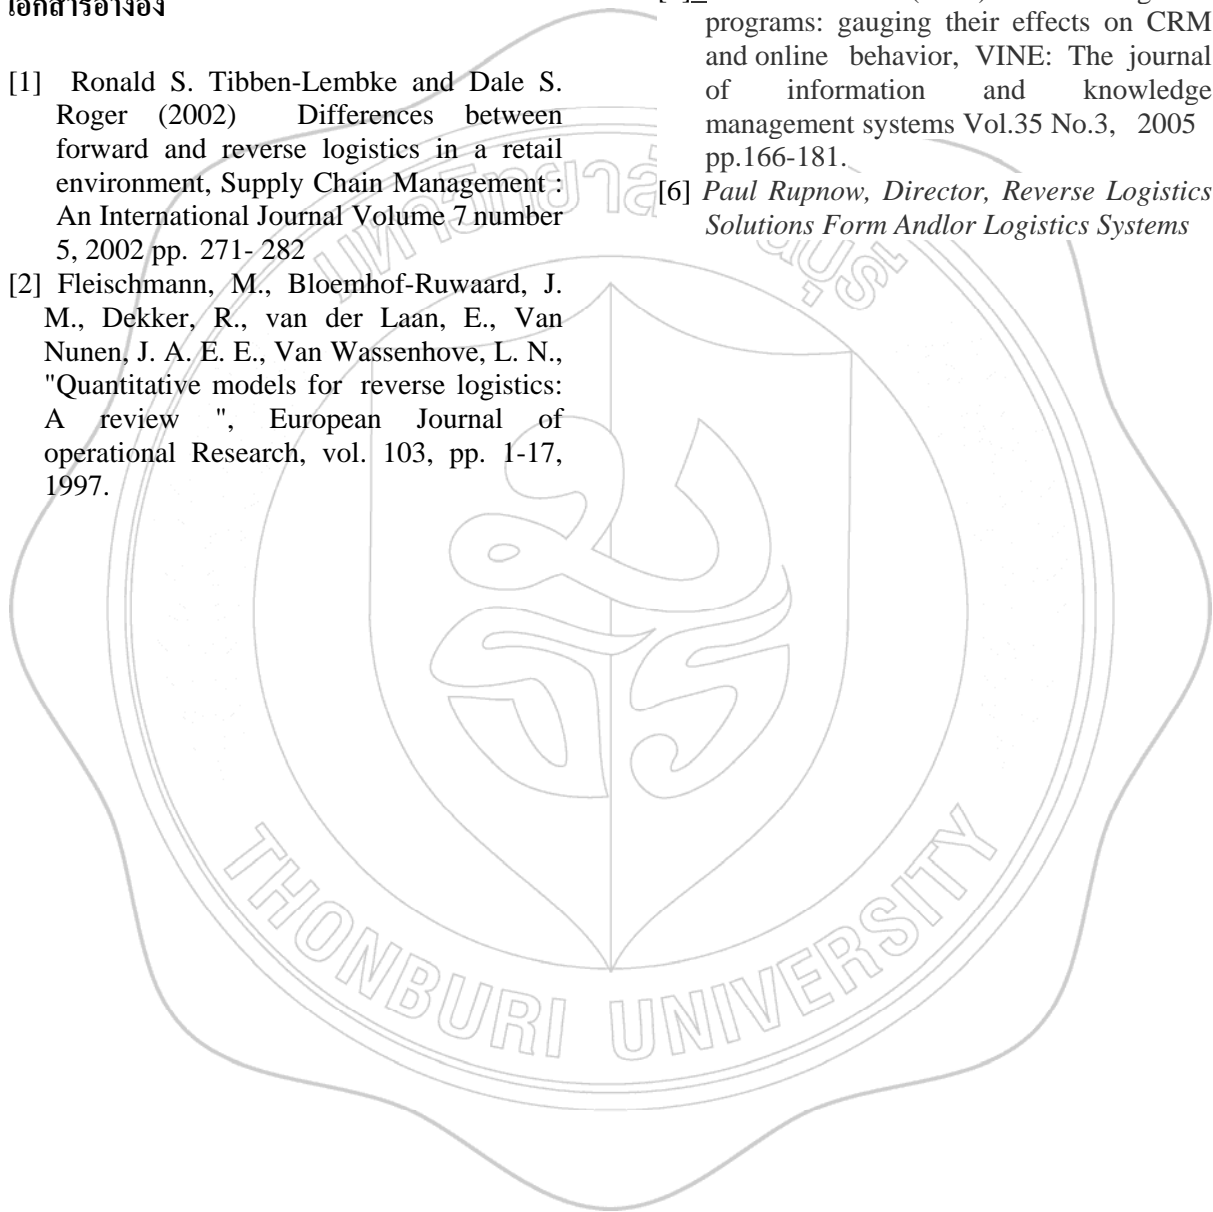 เอกสารอ้างอิง
[1] Ronald S. Tibben-Lembke and Dale S.
Roger (2002) Differences between
forward and reverse logistics in a retail
environment, Supply Chain Management :
An International Journal Volume 7 number
5, 2002 pp. 271- 282
[2] Fleischmann, M., Bloemhof-Ruwaard, J.
M., Dekker, R., van der Laan, E., Van
Nunen, J. A. E. E., Van Wassenhove, L. N.,
"Quantitative models for reverse logistics:
A review ", European Journal of
operational Research, vol. 103, pp. 1-17,
1997.
programs: gauging their effects on CRM
and online behavior, VINE: The journal
of information and knowledge
management systems Vol.35 No.3, 2005
pp.166-181.
[6] Paul Rupnow, Director, Reverse Logistics
Solutions Form Andlor Logistics Systems
THONBURI UNIVERSITY